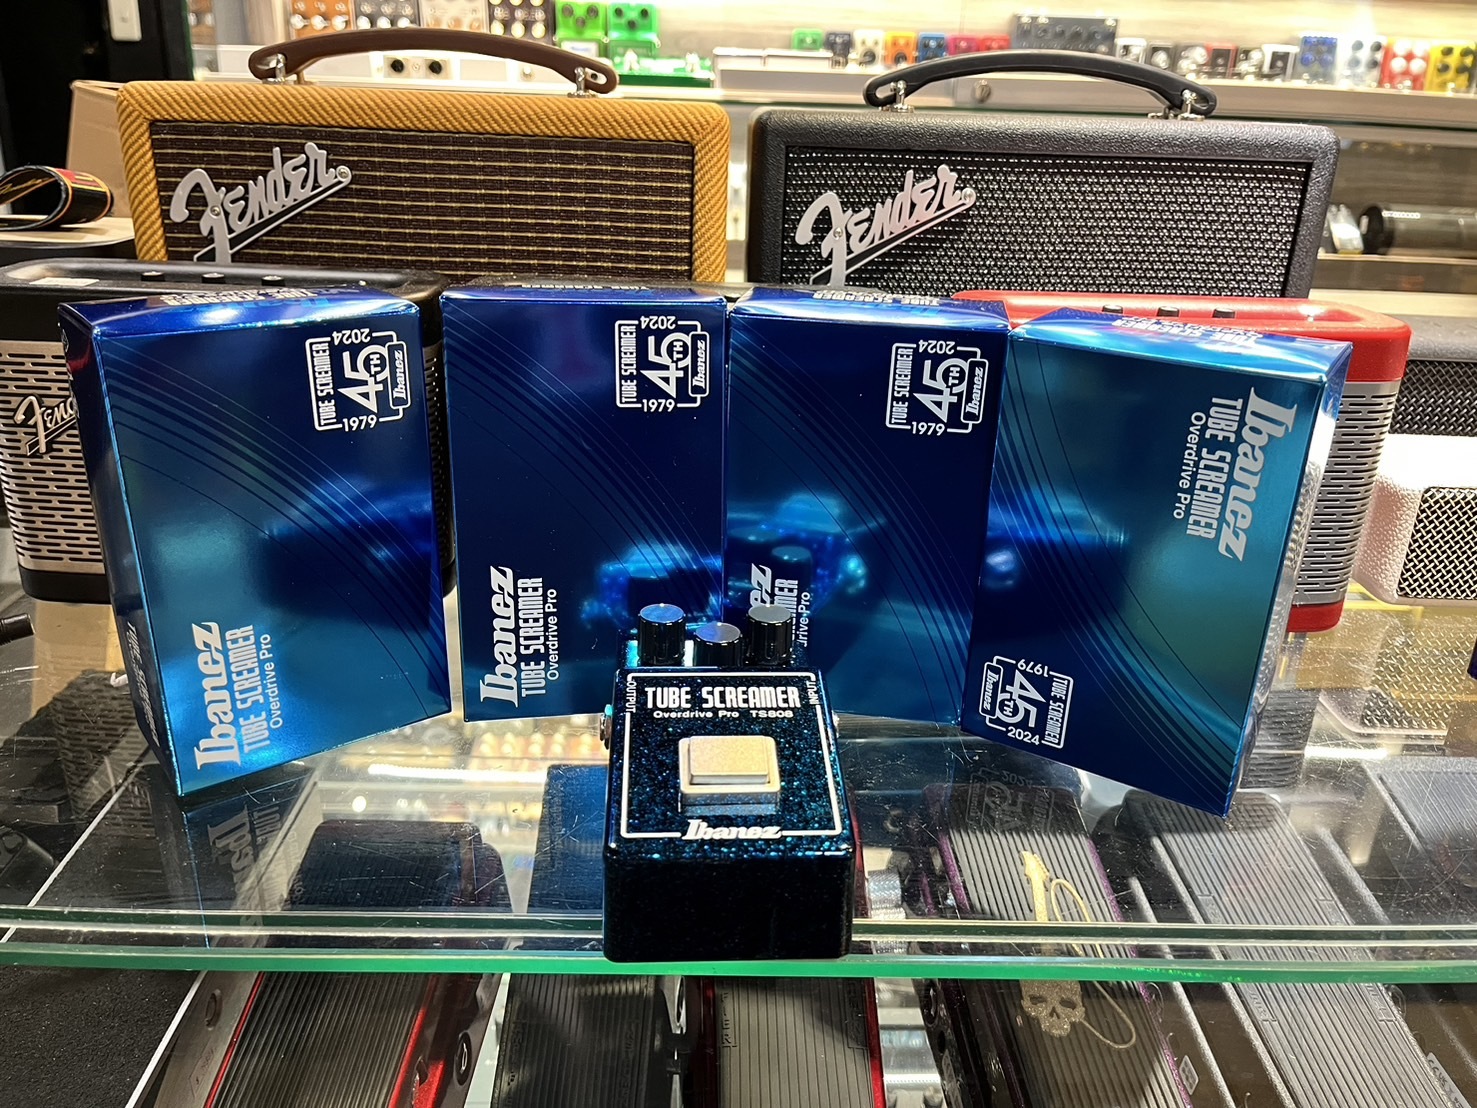 Fender
Fender
Fender
TUBE SCREAMER
2024
45TH
Ibanez
1979
Ibanez
TUBE SCREAMER
Overdrive Pro
TUBE SCREAMER
2024
45TH
Ibanez
1979
Ibanez
TUBE SCREAMER
Overdrive Pro
TUBE SCREAMER
2024
45TH
Ibanez
1979
Ibanez
TUBE SCREAMER
Overdrive Pro
1979
45TH
Ibanez
TUBE SCREAMER
2024
OUTPUT
INPUT
TUBE SCREAMER
Overdrive Pro TS808
Ibanez